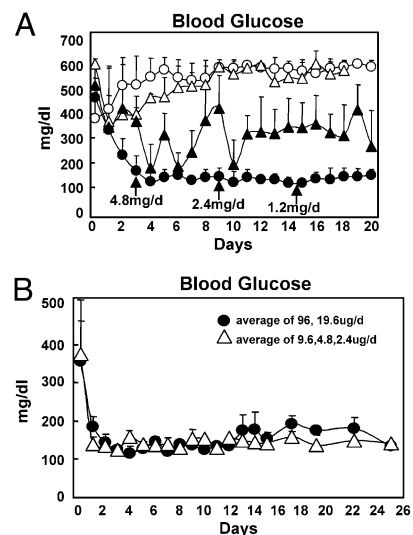 A
Blood Glucose
700
600
500
400
300
200
100
0
mg/dl
4.8mg/d
2.4mg/d
1.2mg/d
0 2 4 6 8 10 12 14 16 18 20
Days
B
Blood Glucose
500
400
300
200
100
0
mg/dl
average of 96, 19.6ug/d
average of 9.6,4.8,2.4ug/d
0 2 4 6 8 10 12 14 16 18 20 22 24 26
Days